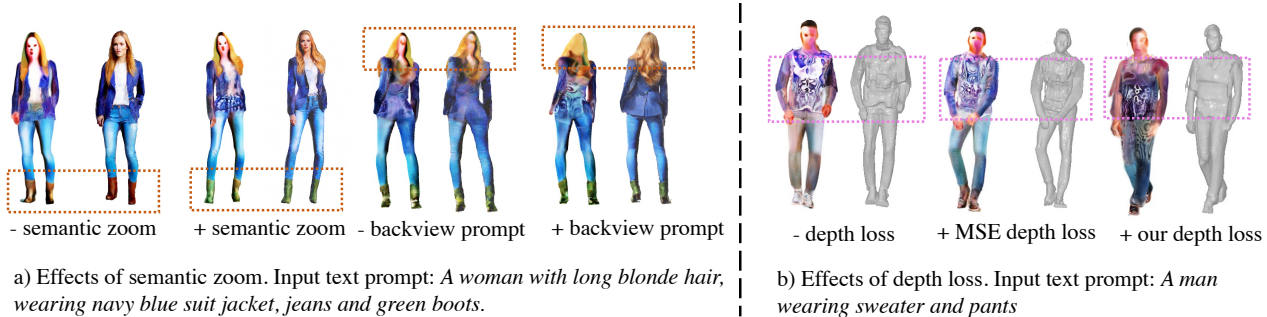 - semantic zoom
+ semantic zoom
- backview prompt
+ backview prompt
a) Effects of semantic zoom. Input text prompt: A woman with long blonde hair,
wearing navy blue suit jacket, jeans and green boots.
- depth loss
+ MSE depth loss
+ our depth loss
b) Effects of depth loss. Input text prompt: A man
wearing sweater and pants